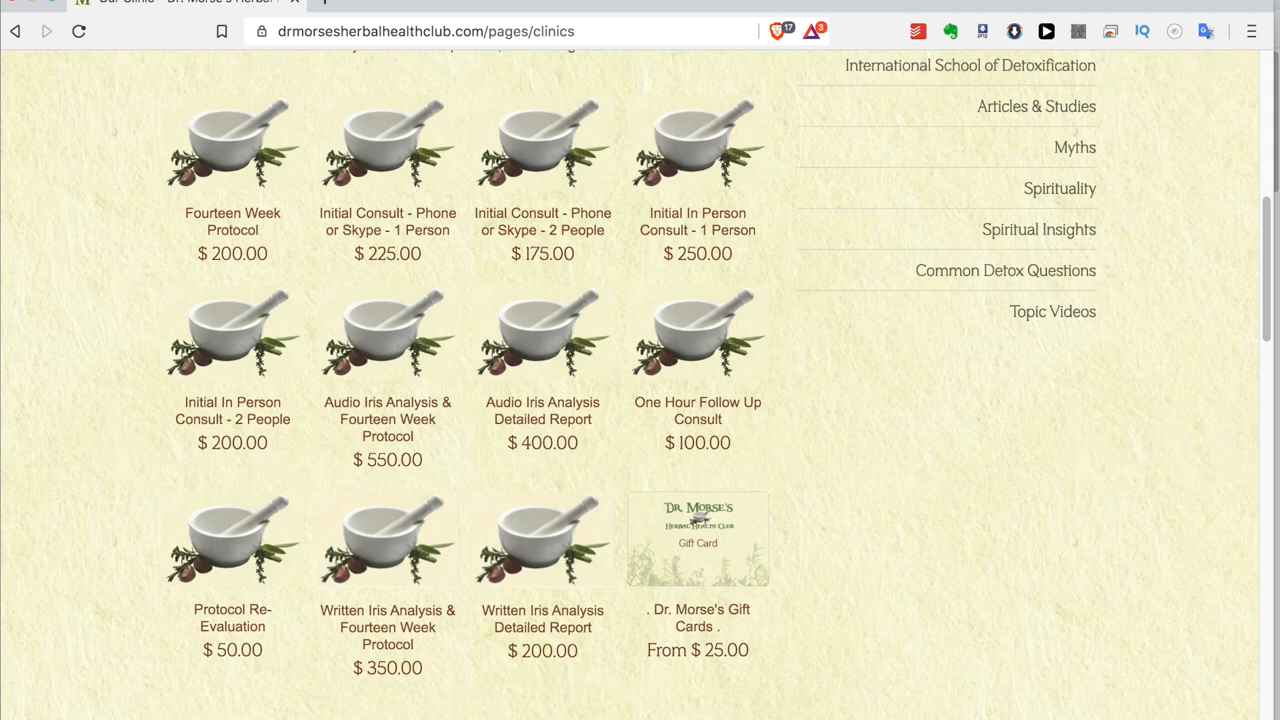 drmorsesherbalhealthclub.com/pages/clinics
17
3
International School of Detoxification
Articles & Studies
Myths
Spirituality
Spiritual Insights
Common Detox Questions
Topic Videos
Fourteen Week
Protocol
$ 200.00
Initial Consult - Phone
or Skype - 1 Person
$ 225.00
Initial Consult - Phone
or Skype - 2 People
$ 175.00
Initial In Person
Consult - 1 Person
$ 250.00
Initial In Person
Consult - 2 People
$ 200.00
Audio Iris Analysis &
Fourteen Week
Protocol
$ 550.00
Audio Iris Analysis
Detailed Report
$ 400.00
One Hour Follow Up
Consult
$ 100.00
Protocol Re-
Evaluation
$ 50.00
Written Iris Analysis &
Fourteen Week
Protocol
$ 350.00
Written Iris Analysis
Detailed Report
$ 200.00
Dr. Morse's
Herbal Health Club
Gift Card
. Dr. Morse's Gift
Cards .
From $ 25.00